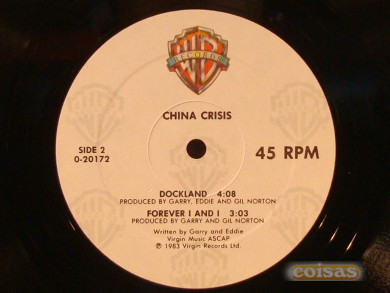 WB
RECORDS
CHINA CRISIS
SIDE 2
0-20172
45 RPM
DOCKLAND 4:08
PRODUCED BY GARRY, EDDIE AND GIL NORTON
FOREVER I AND I 3:03
PRODUCED BY GARRY AND GIL NORTON
Written by Garry and Eddie
Virgin Music ASCAP
℗ 1983 Virgin Records Ltd.
coisas